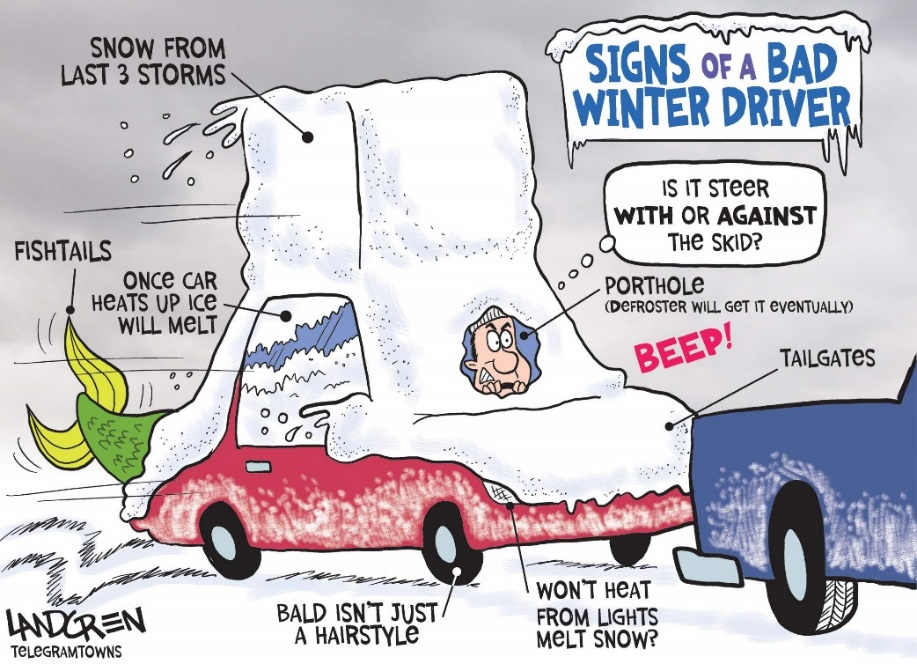 SIGNS OF A BAD
WINTER DRIVER
SNOW FROM
LAST 3 STORMS
IS IT STEER
WITH OR AGAINST
THE SKID?
FISHTAILS
ONCE CAR
HEATS UP ICE
WILL MELT
PORTHOLE
(DEFROSTER WILL GET IT EVENTUALLY)
BEEP!
TAILGATES
BALD ISN'T JUST
A HAIRSTYLE
WON'T HEAT
FROM LIGHTS
MELT SNOW?
LANDGREN
TELEGRAMTOWNS